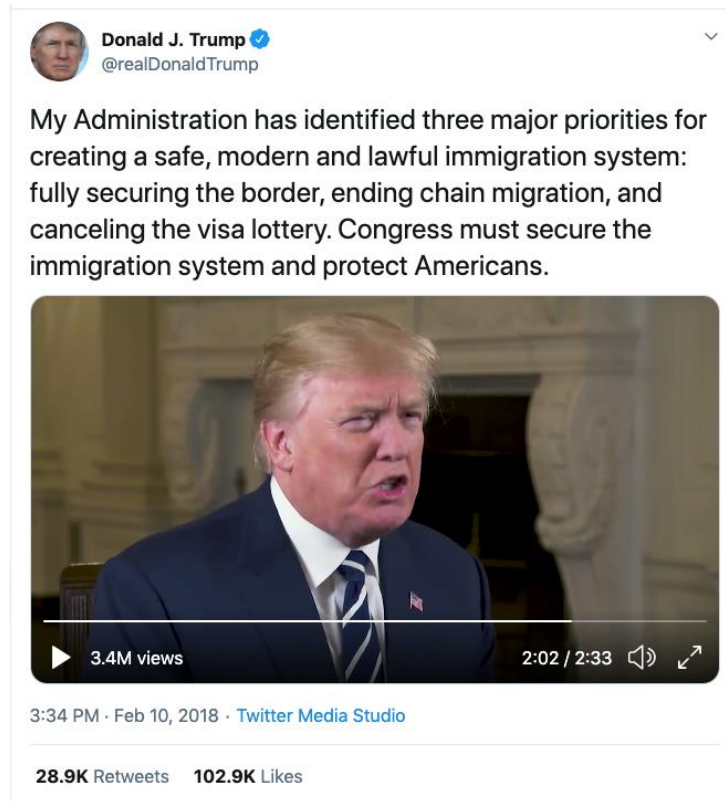 Donald J. Trump
@realDonaldTrump
My Administration has identified three major priorities for
creating a safe, modern and lawful immigration system:
fully securing the border, ending chain migration, and
canceling the visa lottery. Congress must secure the
immigration system and protect Americans.
3.4M views
2:02 / 2:33
3:34 PM · Feb 10, 2018 · Twitter Media Studio
28.9K Retweets 102.9K Likes